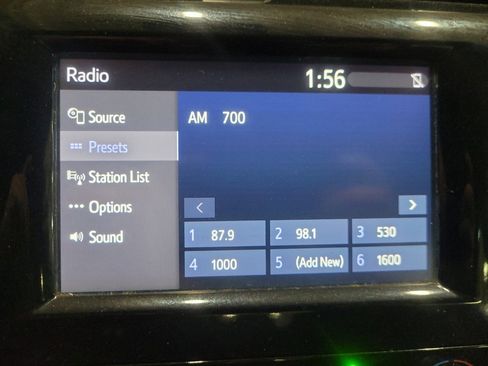 Radio 1:56
Source
Presets
Station List
Options
Sound
AM 700
< >
1 87.9 2 98.1 3 530
4 1000 5 (Add New) 6 1600